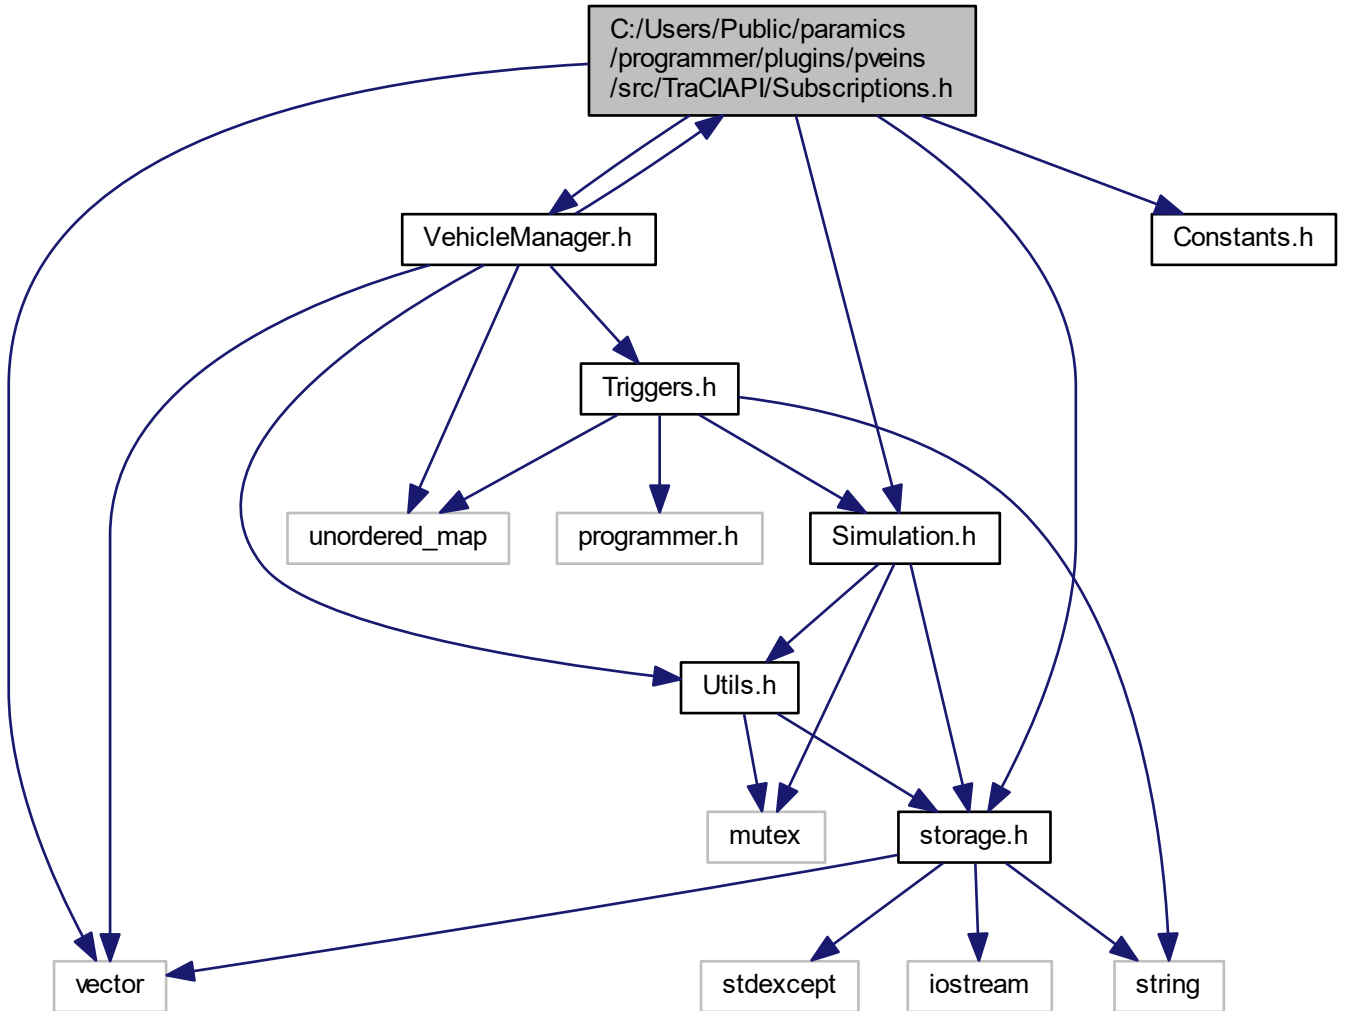 C:/Users/Public/paramics
/programmer/plugins/pveins
/src/TraCIAPI/Subscriptions.h
VehicleManager.h
Constants.h
Triggers.h
unordered_map
programmer.h
Simulation.h
Utils.h
mutex
storage.h
vector
stdexcept
iostream
string